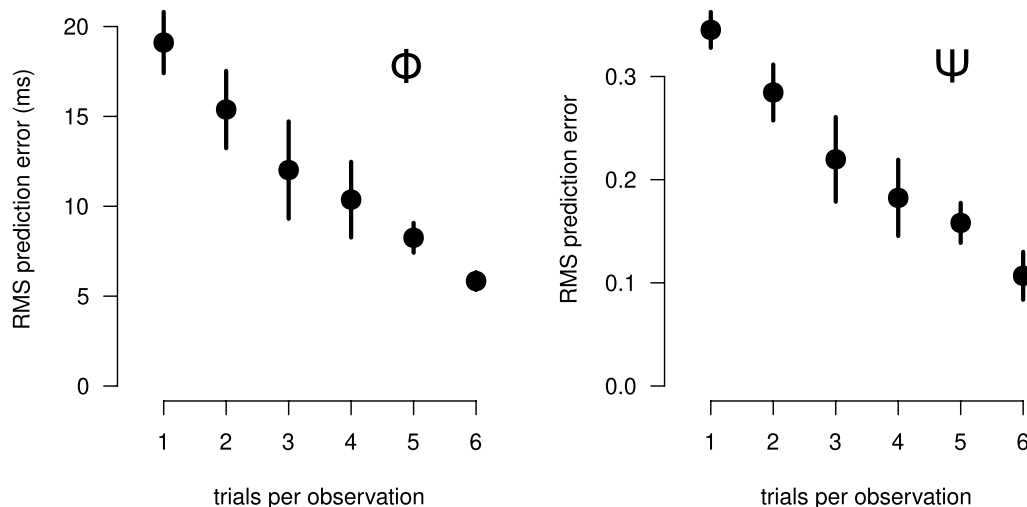 RMS prediction error (ms)
20
15
10
5
0
Φ
1 2 3 4 5 6
trials per observation
RMS prediction error
0.3
0.2
0.1
0.0
Ψ
1 2 3 4 5 6
trials per observation